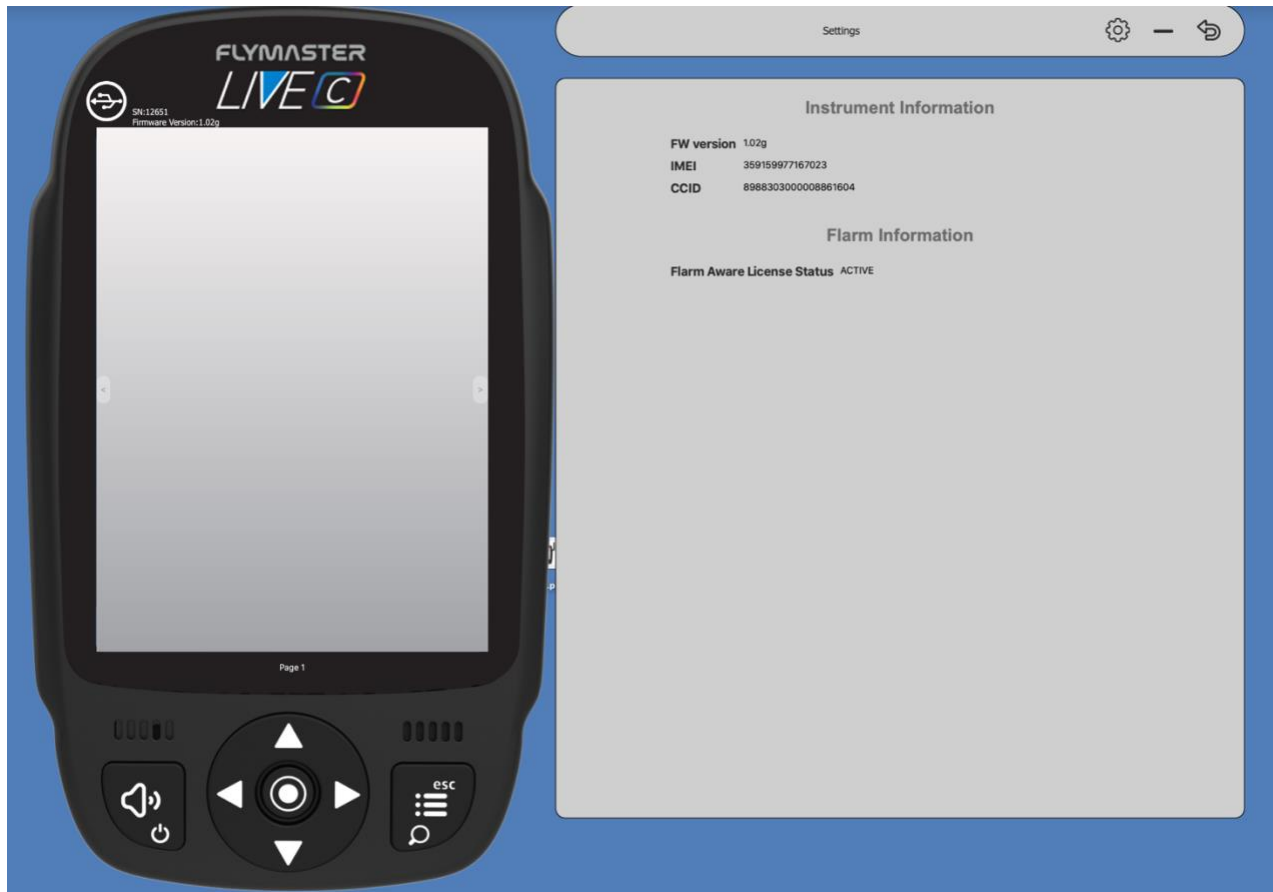 FLYMASTER
LIVE C
SN:12651
Firmware Version:1.02g
<
>
Page 1
esc
Settings
Instrument Information
FW version 1.02g
IMEI 359159977167023
CCID 8988303000008861604
Flarm Information
Flarm Aware License Status ACTIVE